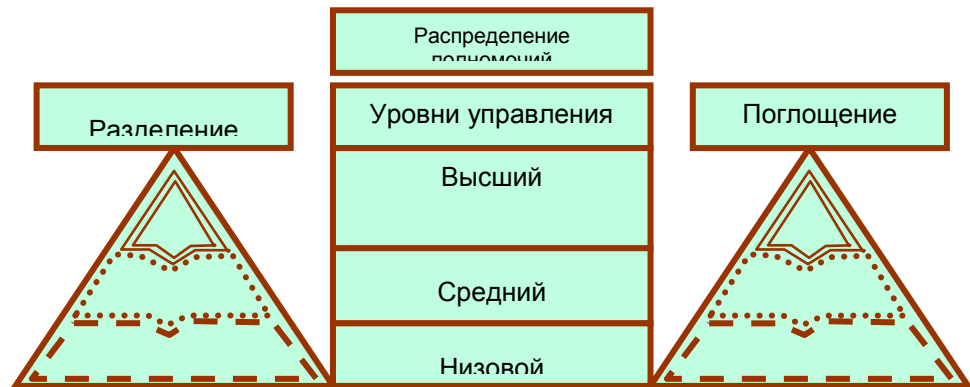 Распределение
полномочий
Разделение
Уровни управления
Поглощение
Высший
Средний
Низовой